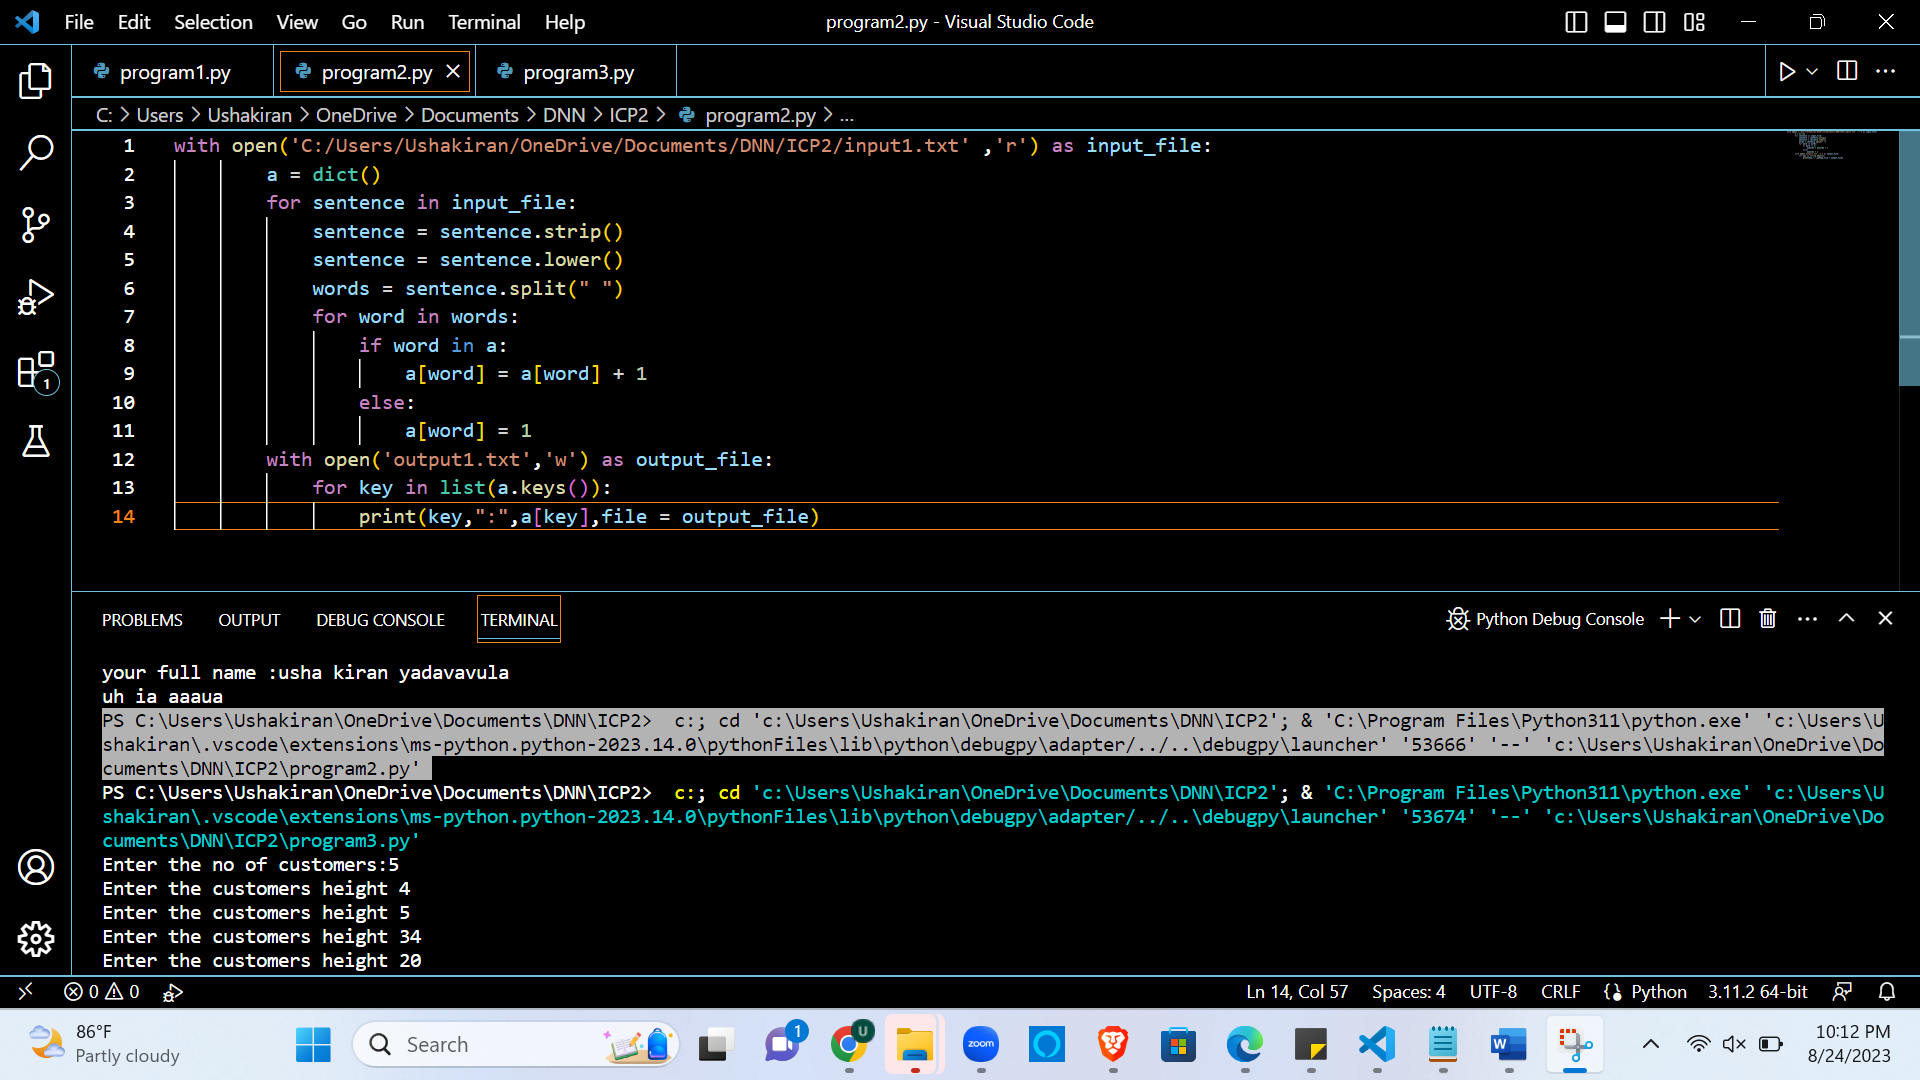 File Edit Selection View Go Run Terminal Help program2.py - Visual Studio Code
program1.py program2.py program3.py
C: > Users > Ushakiran > OneDrive > Documents > DNN > ICP2 > program2.py > ...
1 with open('C:/Users/Ushakiran/OneDrive/Documents/DNN/ICP2/input1.txt' ,'r') as input_file:
2 a = dict()
3 for sentence in input_file:
4 sentence = sentence.strip()
5 sentence = sentence.lower()
6 words = sentence.split(" ")
7 for word in words:
8 if word in a:
9 a[word] = a[word] + 1
10 else:
11 a[word] = 1
12 with open('output1.txt','w') as output_file:
13 for key in list(a.keys()):
14 print(key,":",a[key],file = output_file)
1
PROBLEMS OUTPUT DEBUG CONSOLE TERMINAL Python Debug Console
your full name :usha kiran yadavavula
uh ia aaaua
PS C:\Users\Ushakiran\OneDrive\Documents\DNN\ICP2>  c:; cd 'c:\Users\Ushakiran\OneDrive\Documents\DNN\ICP2'; & 'C:\Program Files\Python311\python.exe' 'c:\Users\U
shakiran\.vscode\extensions\ms-python.python-2023.14.0\pythonFiles\lib\python\debugpy\adapter/../..\debugpy\launcher' '53666' '--' 'c:\Users\Ushakiran\OneDrive\Do
cuments\DNN\ICP2\program2.py'
PS C:\Users\Ushakiran\OneDrive\Documents\DNN\ICP2>  c:; cd 'c:\Users\Ushakiran\OneDrive\Documents\DNN\ICP2'; & 'C:\Program Files\Python311\python.exe' 'c:\Users\U
shakiran\.vscode\extensions\ms-python.python-2023.14.0\pythonFiles\lib\python\debugpy\adapter/../..\debugpy\launcher' '53674' '--' 'c:\Users\Ushakiran\OneDrive\Do
cuments\DNN\ICP2\program3.py'
Enter the no of customers:5
Enter the customers height 4
Enter the customers height 5
Enter the customers height 34
Enter the customers height 20
0 0 Ln 14, Col 57 Spaces: 4 UTF-8 CRLF Python 3.11.2 64-bit
86°F
Partly cloudy
Search
1
U
zoom
W
10:12 PM
8/24/2023